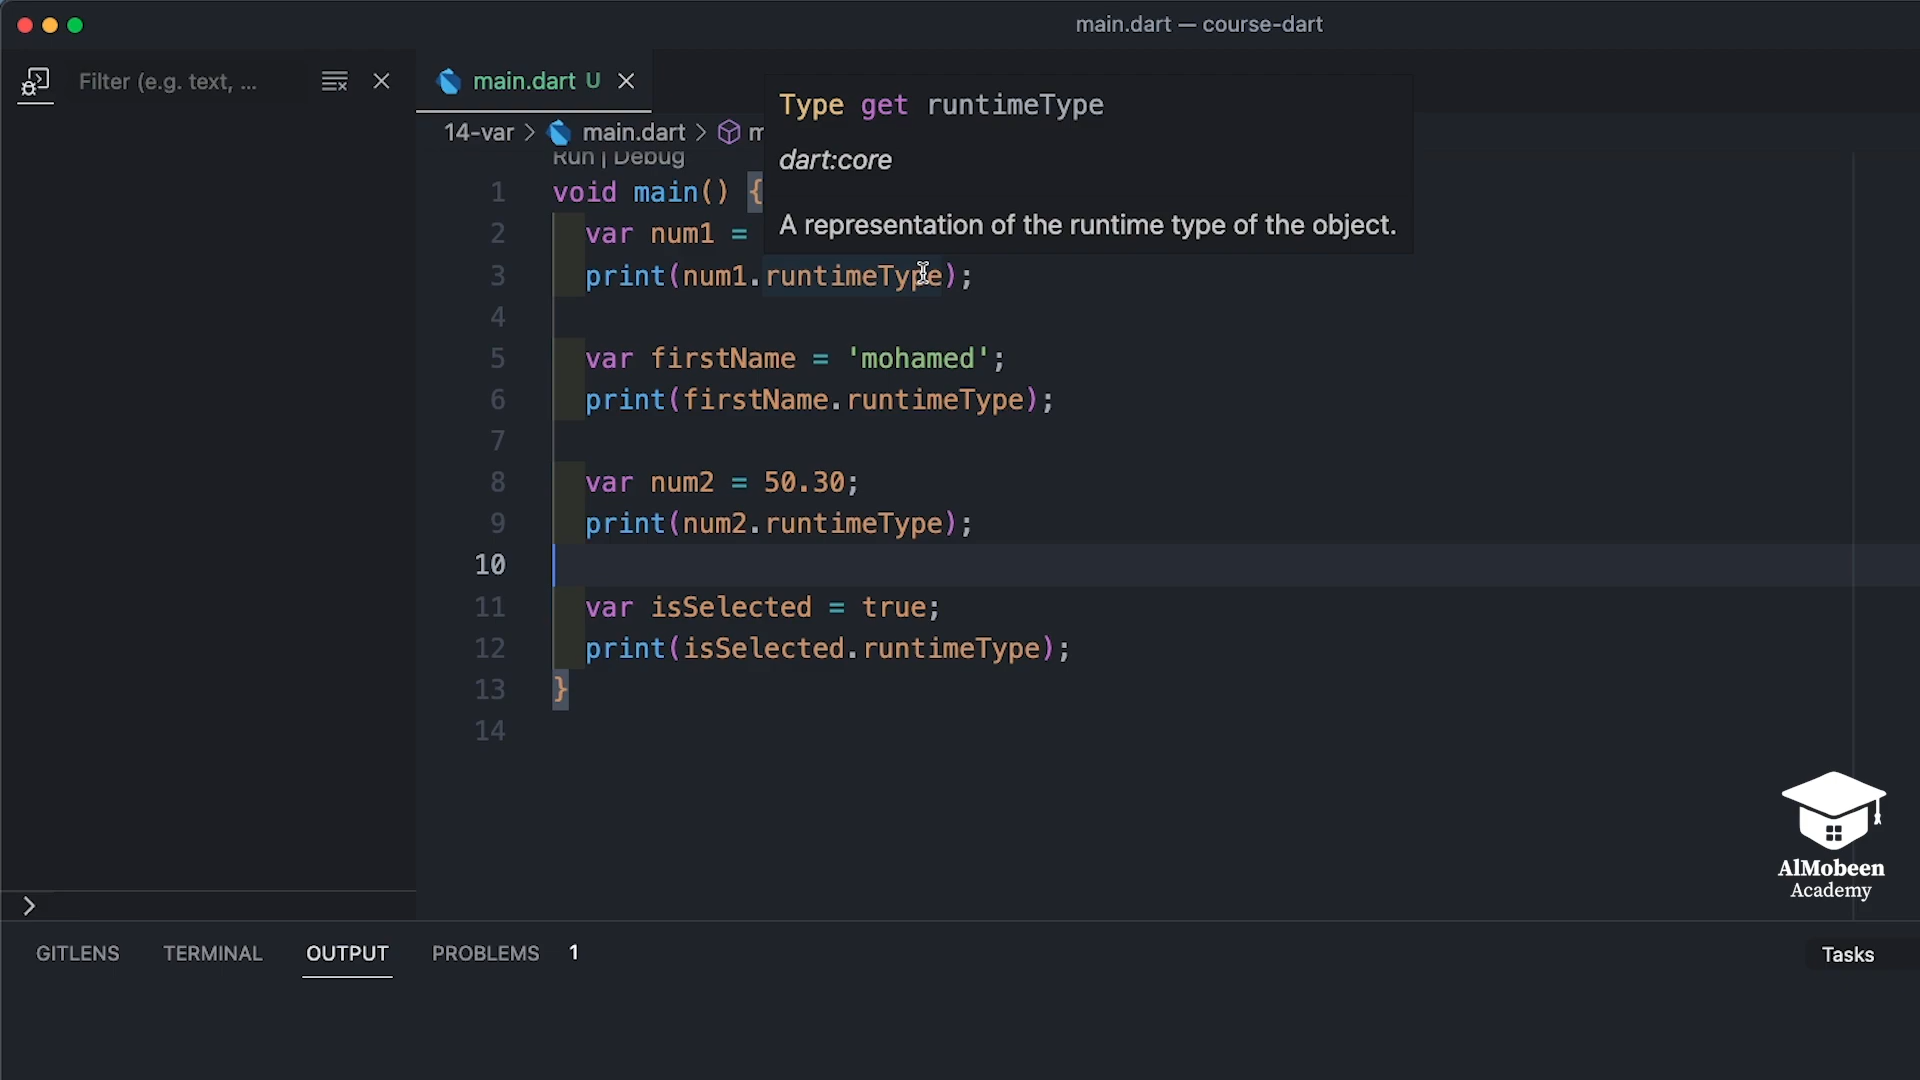 main.dart — course-dart
Filter (e.g. text, ...
main.dart U
14-var > main.dart > m
Type get runtimeType
dart:core
A representation of the runtime type of the object.
Run | Debug
1 void main() {
2 var num1 =
3 print(num1.runtimeType);
4
5 var firstName = 'mohamed';
6 print(firstName.runtimeType);
7
8 var num2 = 50.30;
9 print(num2.runtimeType);
10
11 var isSelected = true;
12 print(isSelected.runtimeType);
13 }
14
AlMobeen
Academy
GITLENS TERMINAL OUTPUT PROBLEMS 1 Tasks